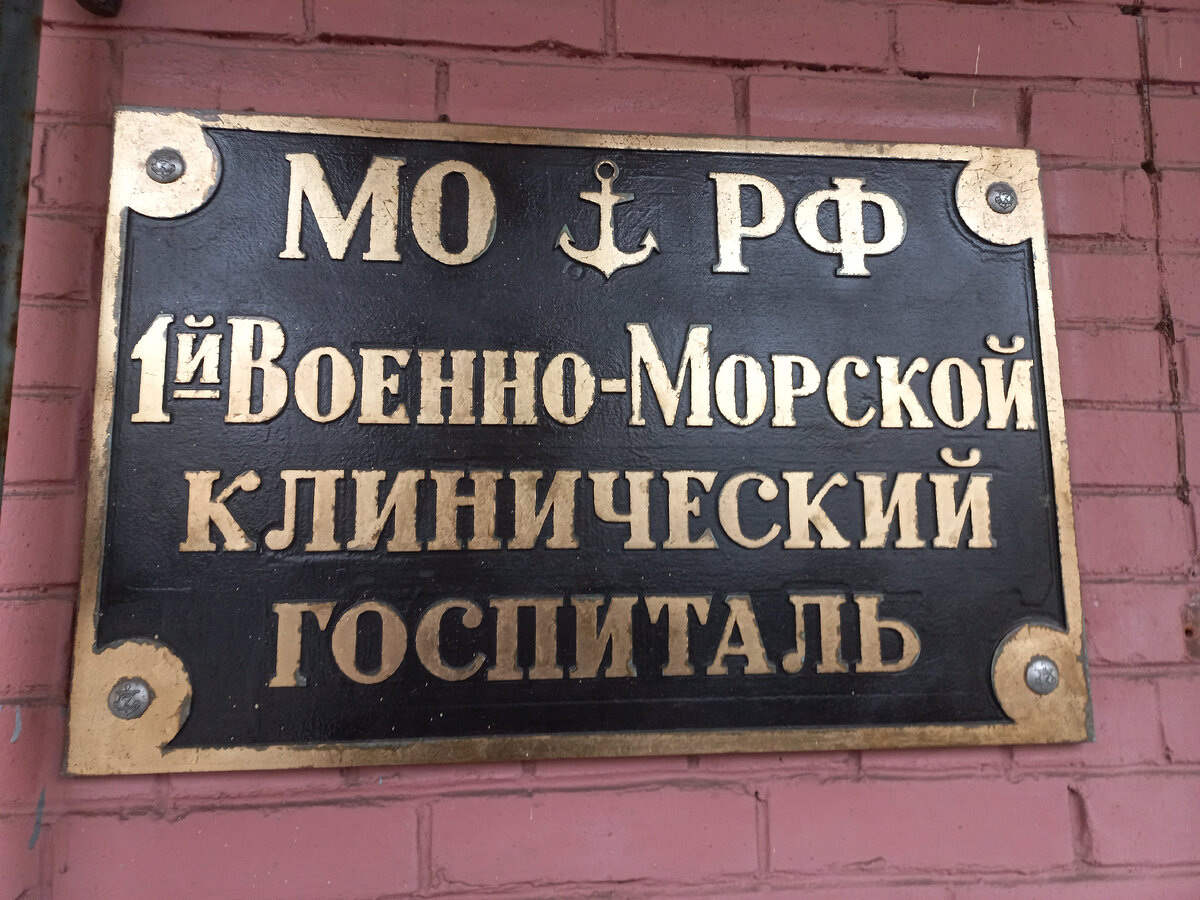 МО РФ
1й Военно-Морской
клинический
госпиталь